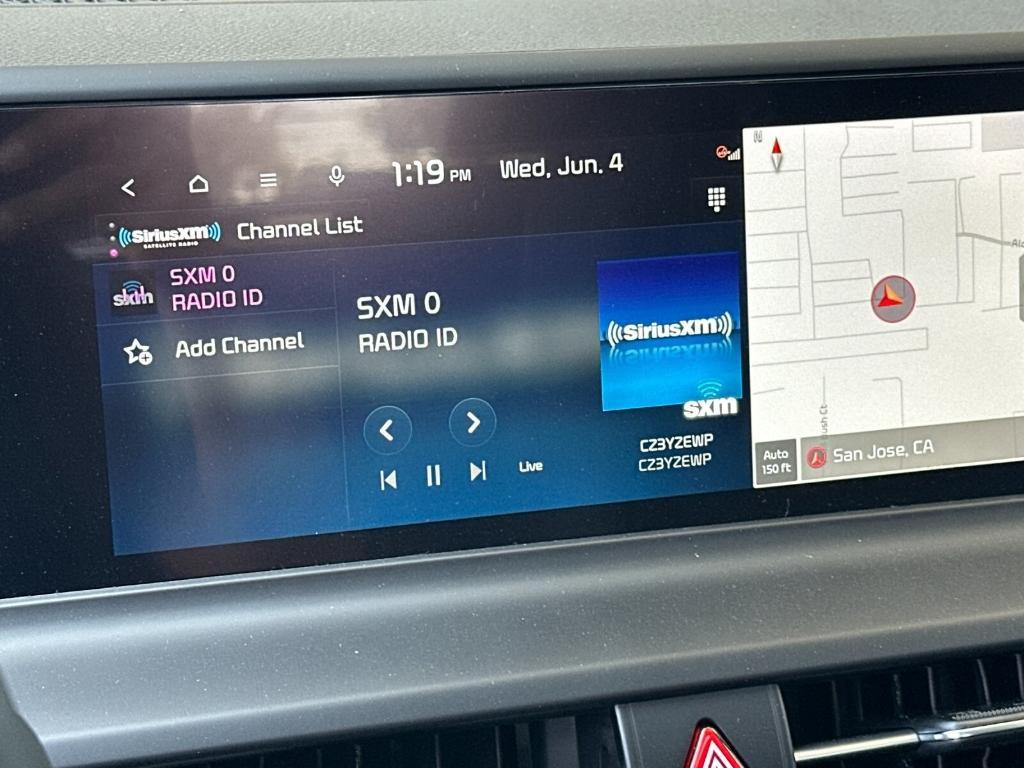 1:19 PM Wed, Jun. 4
N
((SiriusXM))
SATELLITE RADIO
Channel List
SXM 0
RADIO ID
Add Channel
SXM 0
RADIO ID
Live
((SiriusXM))
sxm
CZ3YZEWP
CZ3YZEWP
Auto
150 ft
San Jose, CA